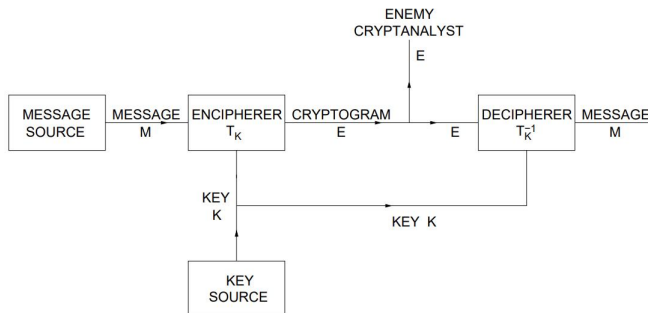 ENEMY
CRYPTANALYST
E
MESSAGE
SOURCE
MESSAGE
M
ENCIPHERER
T_K
CRYPTOGRAM
E
E
DECIPHERER
T_K^-1
MESSAGE
M
KEY
K
KEY K
KEY
SOURCE